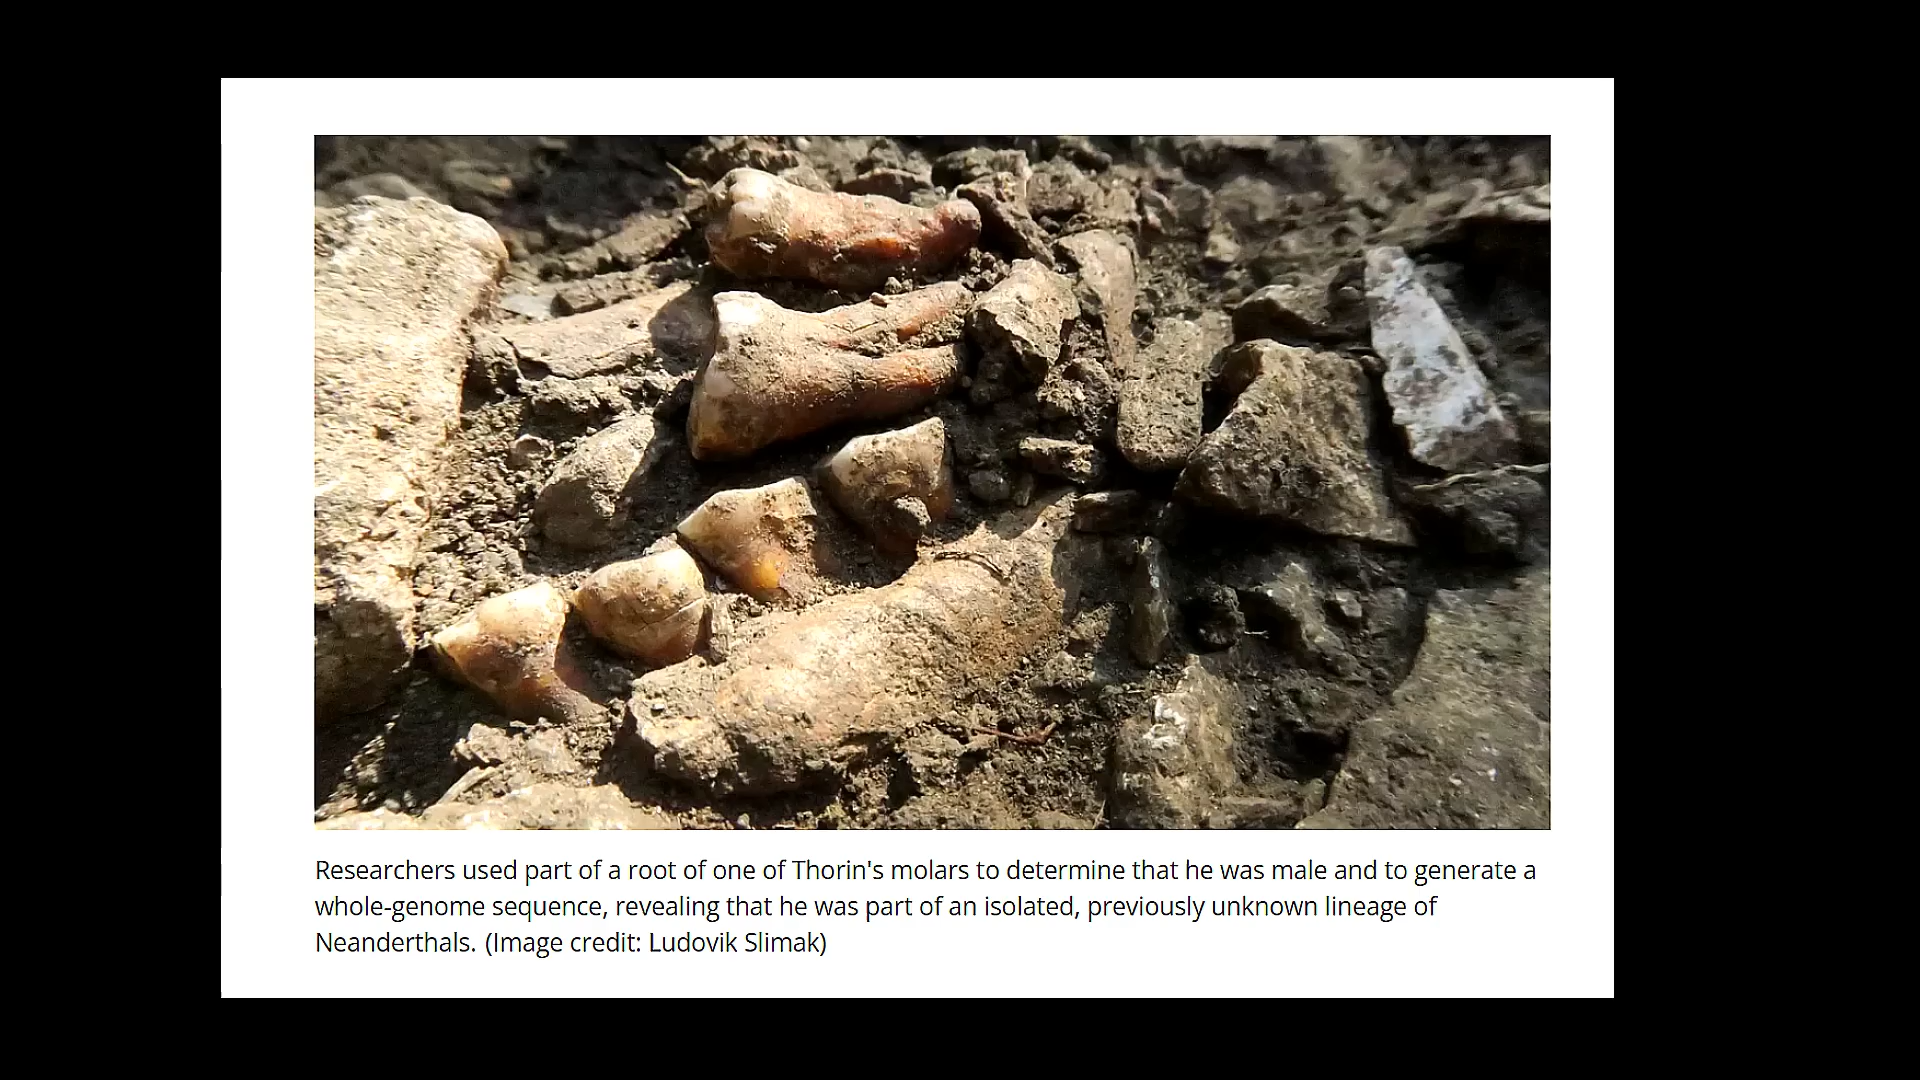 Researchers used part of a root of one of Thorin's molars to determine that he was male and to generate a
whole-genome sequence, revealing that he was part of an isolated, previously unknown lineage of
Neanderthals. (Image credit: Ludovik Slimak)